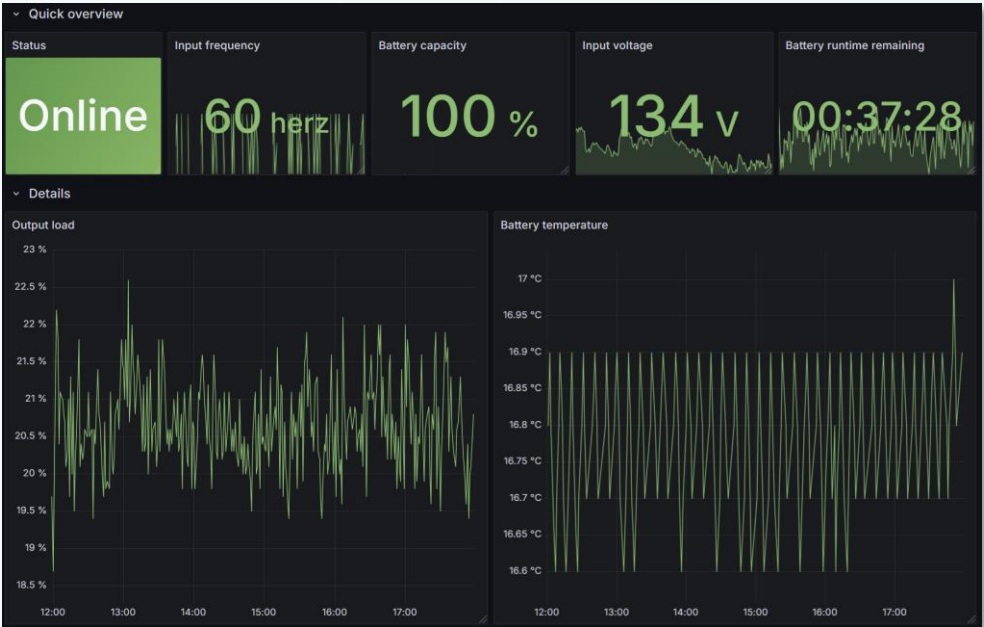 Quick overview
Status
Input frequency
Battery capacity
Input voltage
Battery runtime remaining
Online
60 herz
100 %
134 V
00:37:28
Details
Output load
23 %
22.5 %
22 %
21.5 %
21 %
20.5 %
20 %
19.5 %
19 %
18.5 %
12:00
13:00
14:00
15:00
16:00
17:00
Battery temperature
17 °C
16.95 °C
16.9 °C
16.85 °C
16.8 °C
16.75 °C
16.7 °C
16.65 °C
16.6 °C
12:00
13:00
14:00
15:00
16:00
17:00